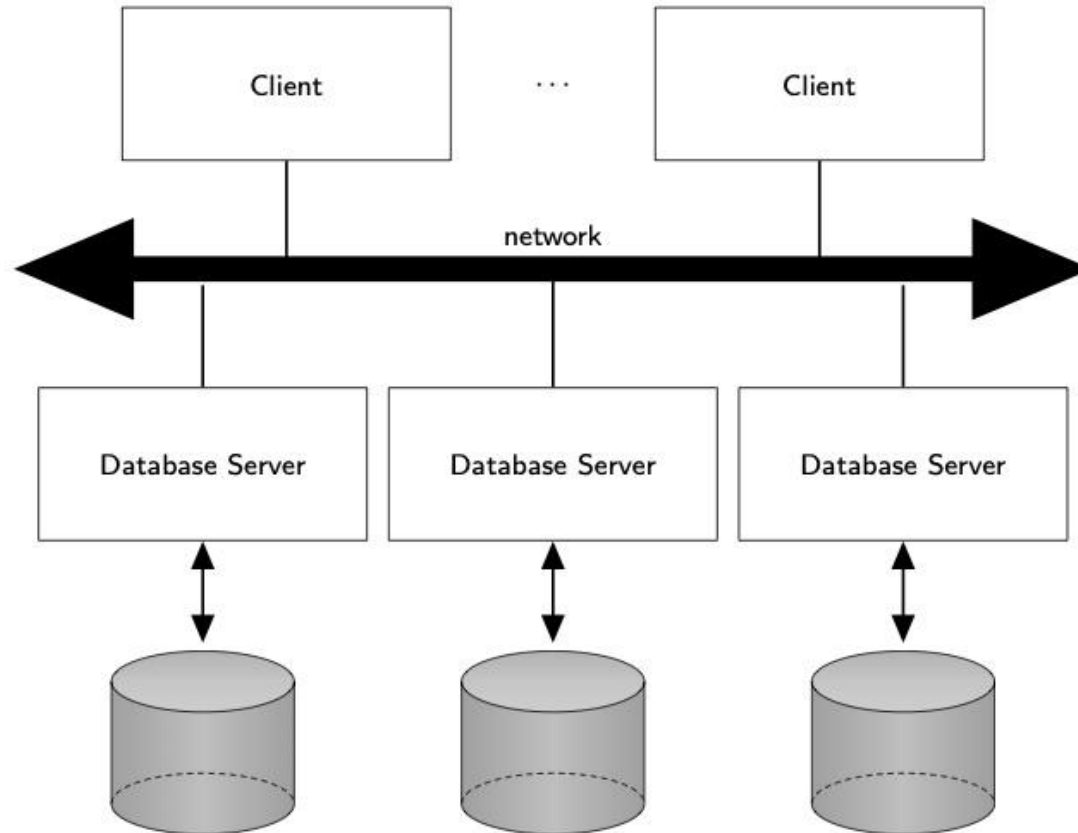 Client
. . .
Client
network
Database Server
Database Server
Database Server